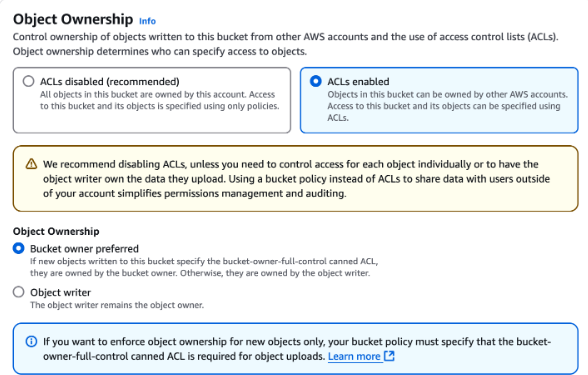 Object Ownership Info
Control ownership of objects written to this bucket from other AWS accounts and the use of access control lists (ACLs).
Object ownership determines who can specify access to objects.
ACLs disabled (recommended)
All objects in this bucket are owned by this account. Access
to this bucket and its objects is specified using only policies.
ACLs enabled
Objects in this bucket can be owned by other AWS accounts.
Access to this bucket and its objects can be specified using
ACLs.
We recommend disabling ACLs, unless you need to control access for each object individually or to have the
object writer own the data they upload. Using a bucket policy instead of ACLs to share data with users outside
of your account simplifies permissions management and auditing.
Object Ownership
Bucket owner preferred
If new objects written to this bucket specify the bucket-owner-full-control canned ACL,
they are owned by the bucket owner. Otherwise, they are owned by the object writer.
Object writer
The object writer remains the object owner.
If you want to enforce object ownership for new objects only, your bucket policy must specify that the bucket-
owner-full-control canned ACL is required for object uploads. Learn more